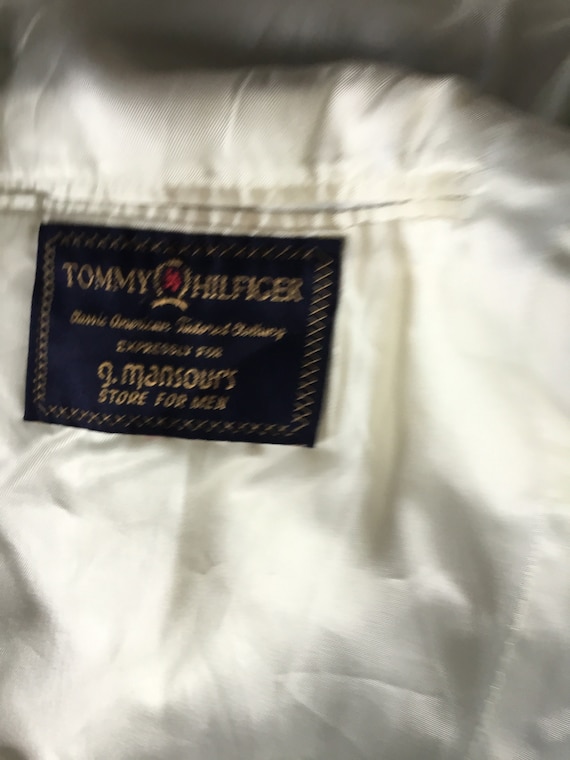 TOMMY HILFIGER
Classic American Tailored Clothing
EXPRESSLY FOR
g. mansour's
STORE FOR MEN